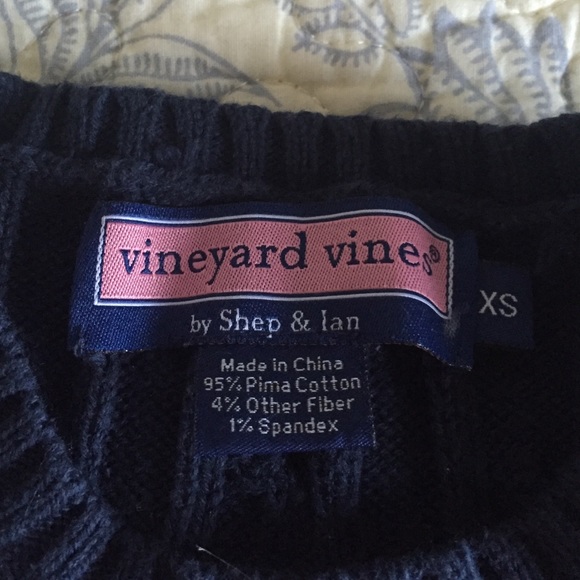 vineyard vines®
by Shep & Ian
XS
Made in China
95% Pima Cotton
4% Other Fiber
1% Spandex